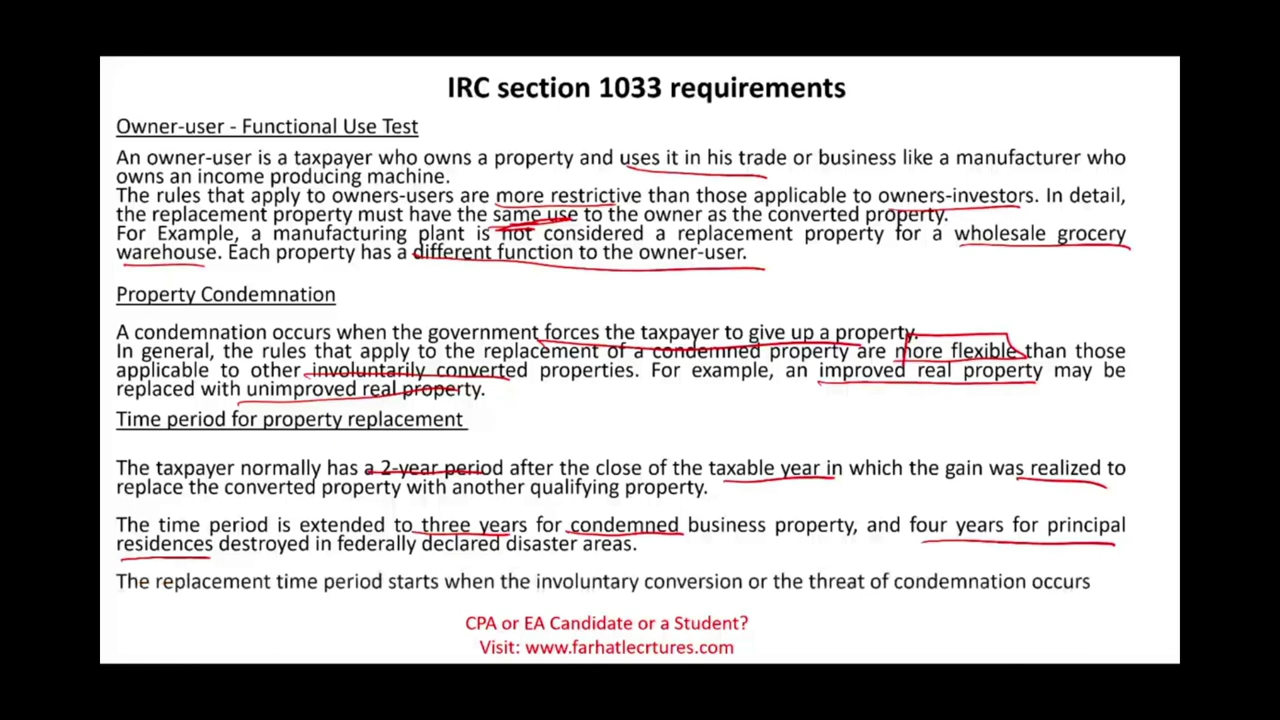 IRC section 1033 requirements
Owner-user - Functional Use Test
An owner-user is a taxpayer who owns a property and uses it in his trade or business like a manufacturer who
owns an income producing machine.
The rules that apply to owners-users are more restrictive than those applicable to owners-investors. In detail,
the replacement property must have the same use to the owner as the converted property.
For Example, a manufacturing plant is not considered a replacement property for a wholesale grocery
warehouse. Each property has a different function to the owner-user.
Property Condemnation
A condemnation occurs when the government forces the taxpayer to give up a property.
In general, the rules that apply to the replacement of a condemned property are more flexible than those
applicable to other involuntarily converted properties. For example, an improved real property may be
replaced with unimproved real property.
Time period for property replacement
The taxpayer normally has a 2-year period after the close of the taxable year in which the gain was realized to
replace the converted property with another qualifying property.
The time period is extended to three years for condemned business property, and four years for principal
residences destroyed in federally declared disaster areas.
The replacement time period starts when the involuntary conversion or the threat of condemnation occurs
CPA or EA Candidate or a Student?
Visit: www.farhatlecrtures.com